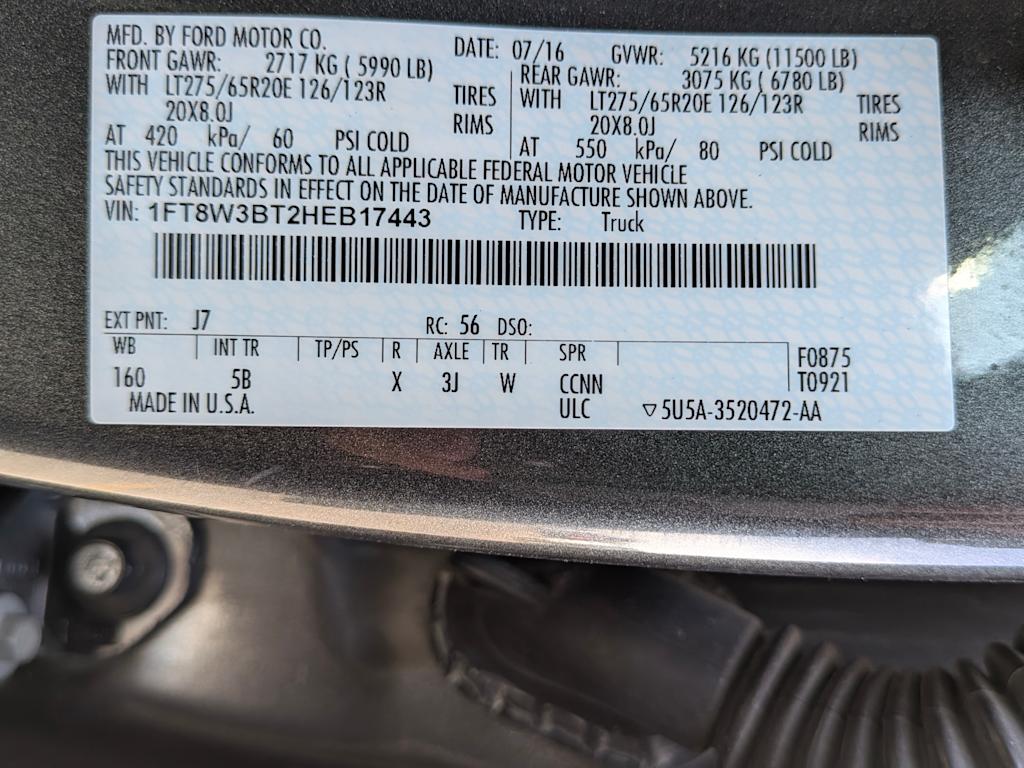 MFD. BY FORD MOTOR CO. DATE: 07/16 GVWR: 5216 KG (11500 LB)
FRONT GAWR: 2717 KG ( 5990 LB) REAR GAWR: 3075 KG ( 6780 LB)
WITH LT275/65R20E 126/123R TIRES WITH LT275/65R20E 126/123R TIRES
20X8.0J RIMS 20X8.0J RIMS
AT 420 kPa/ 60 PSI COLD AT 550 kPa/ 80 PSI COLD
THIS VEHICLE CONFORMS TO ALL APPLICABLE FEDERAL MOTOR VEHICLE
SAFETY STANDARDS IN EFFECT ON THE DATE OF MANUFACTURE SHOWN ABOVE.
VIN: 1FT8W3BT2HEB17443 TYPE: Truck
EXT PNT: J7 RC: 56 DSO:
WB INT TR TP/PS R AXLE TR SPR F0875
160 5B X 3J W CCNN T0921
MADE IN U.S.A. ULC ▽5U5A-3520472-AA